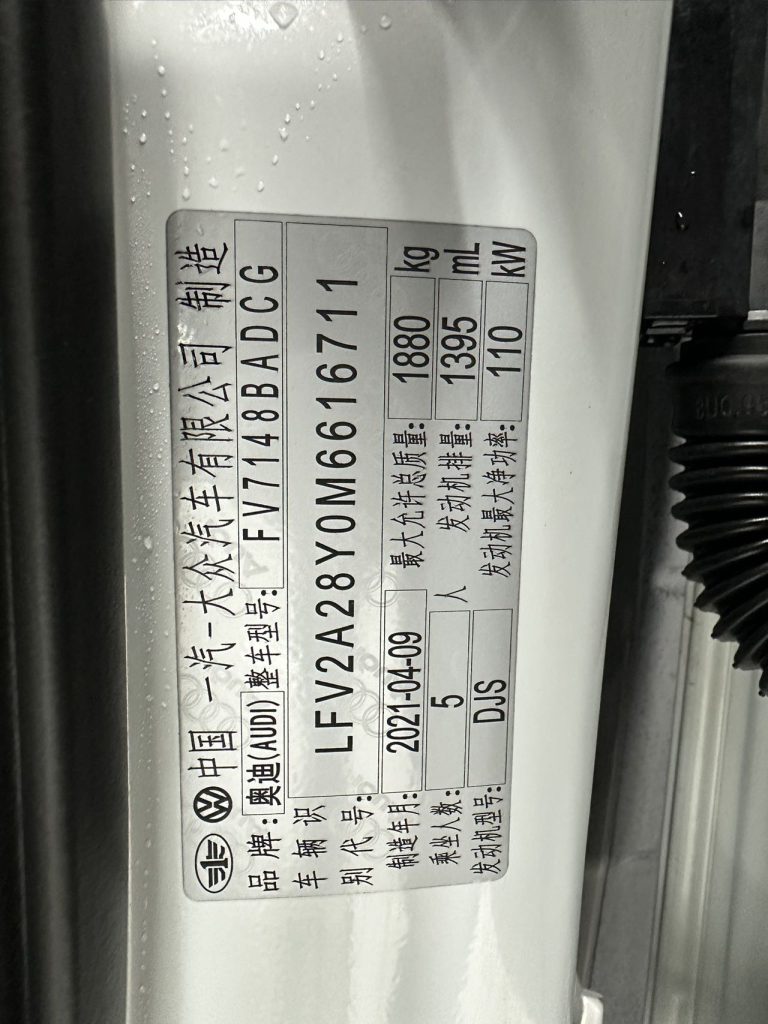 中国 一汽-大众汽车有限公司 制造
品牌: 奥迪(AUDI) 整车型号: FV7148BADCG
车辆识别代号: LFV2A28Y0M6616711
制造年月: 2021-04-09 最大允许总质量: 1880 kg
乘坐人数: 5 人 发动机排量: 1395 mL
发动机型号: DJS 发动机最大净功率: 110 kW